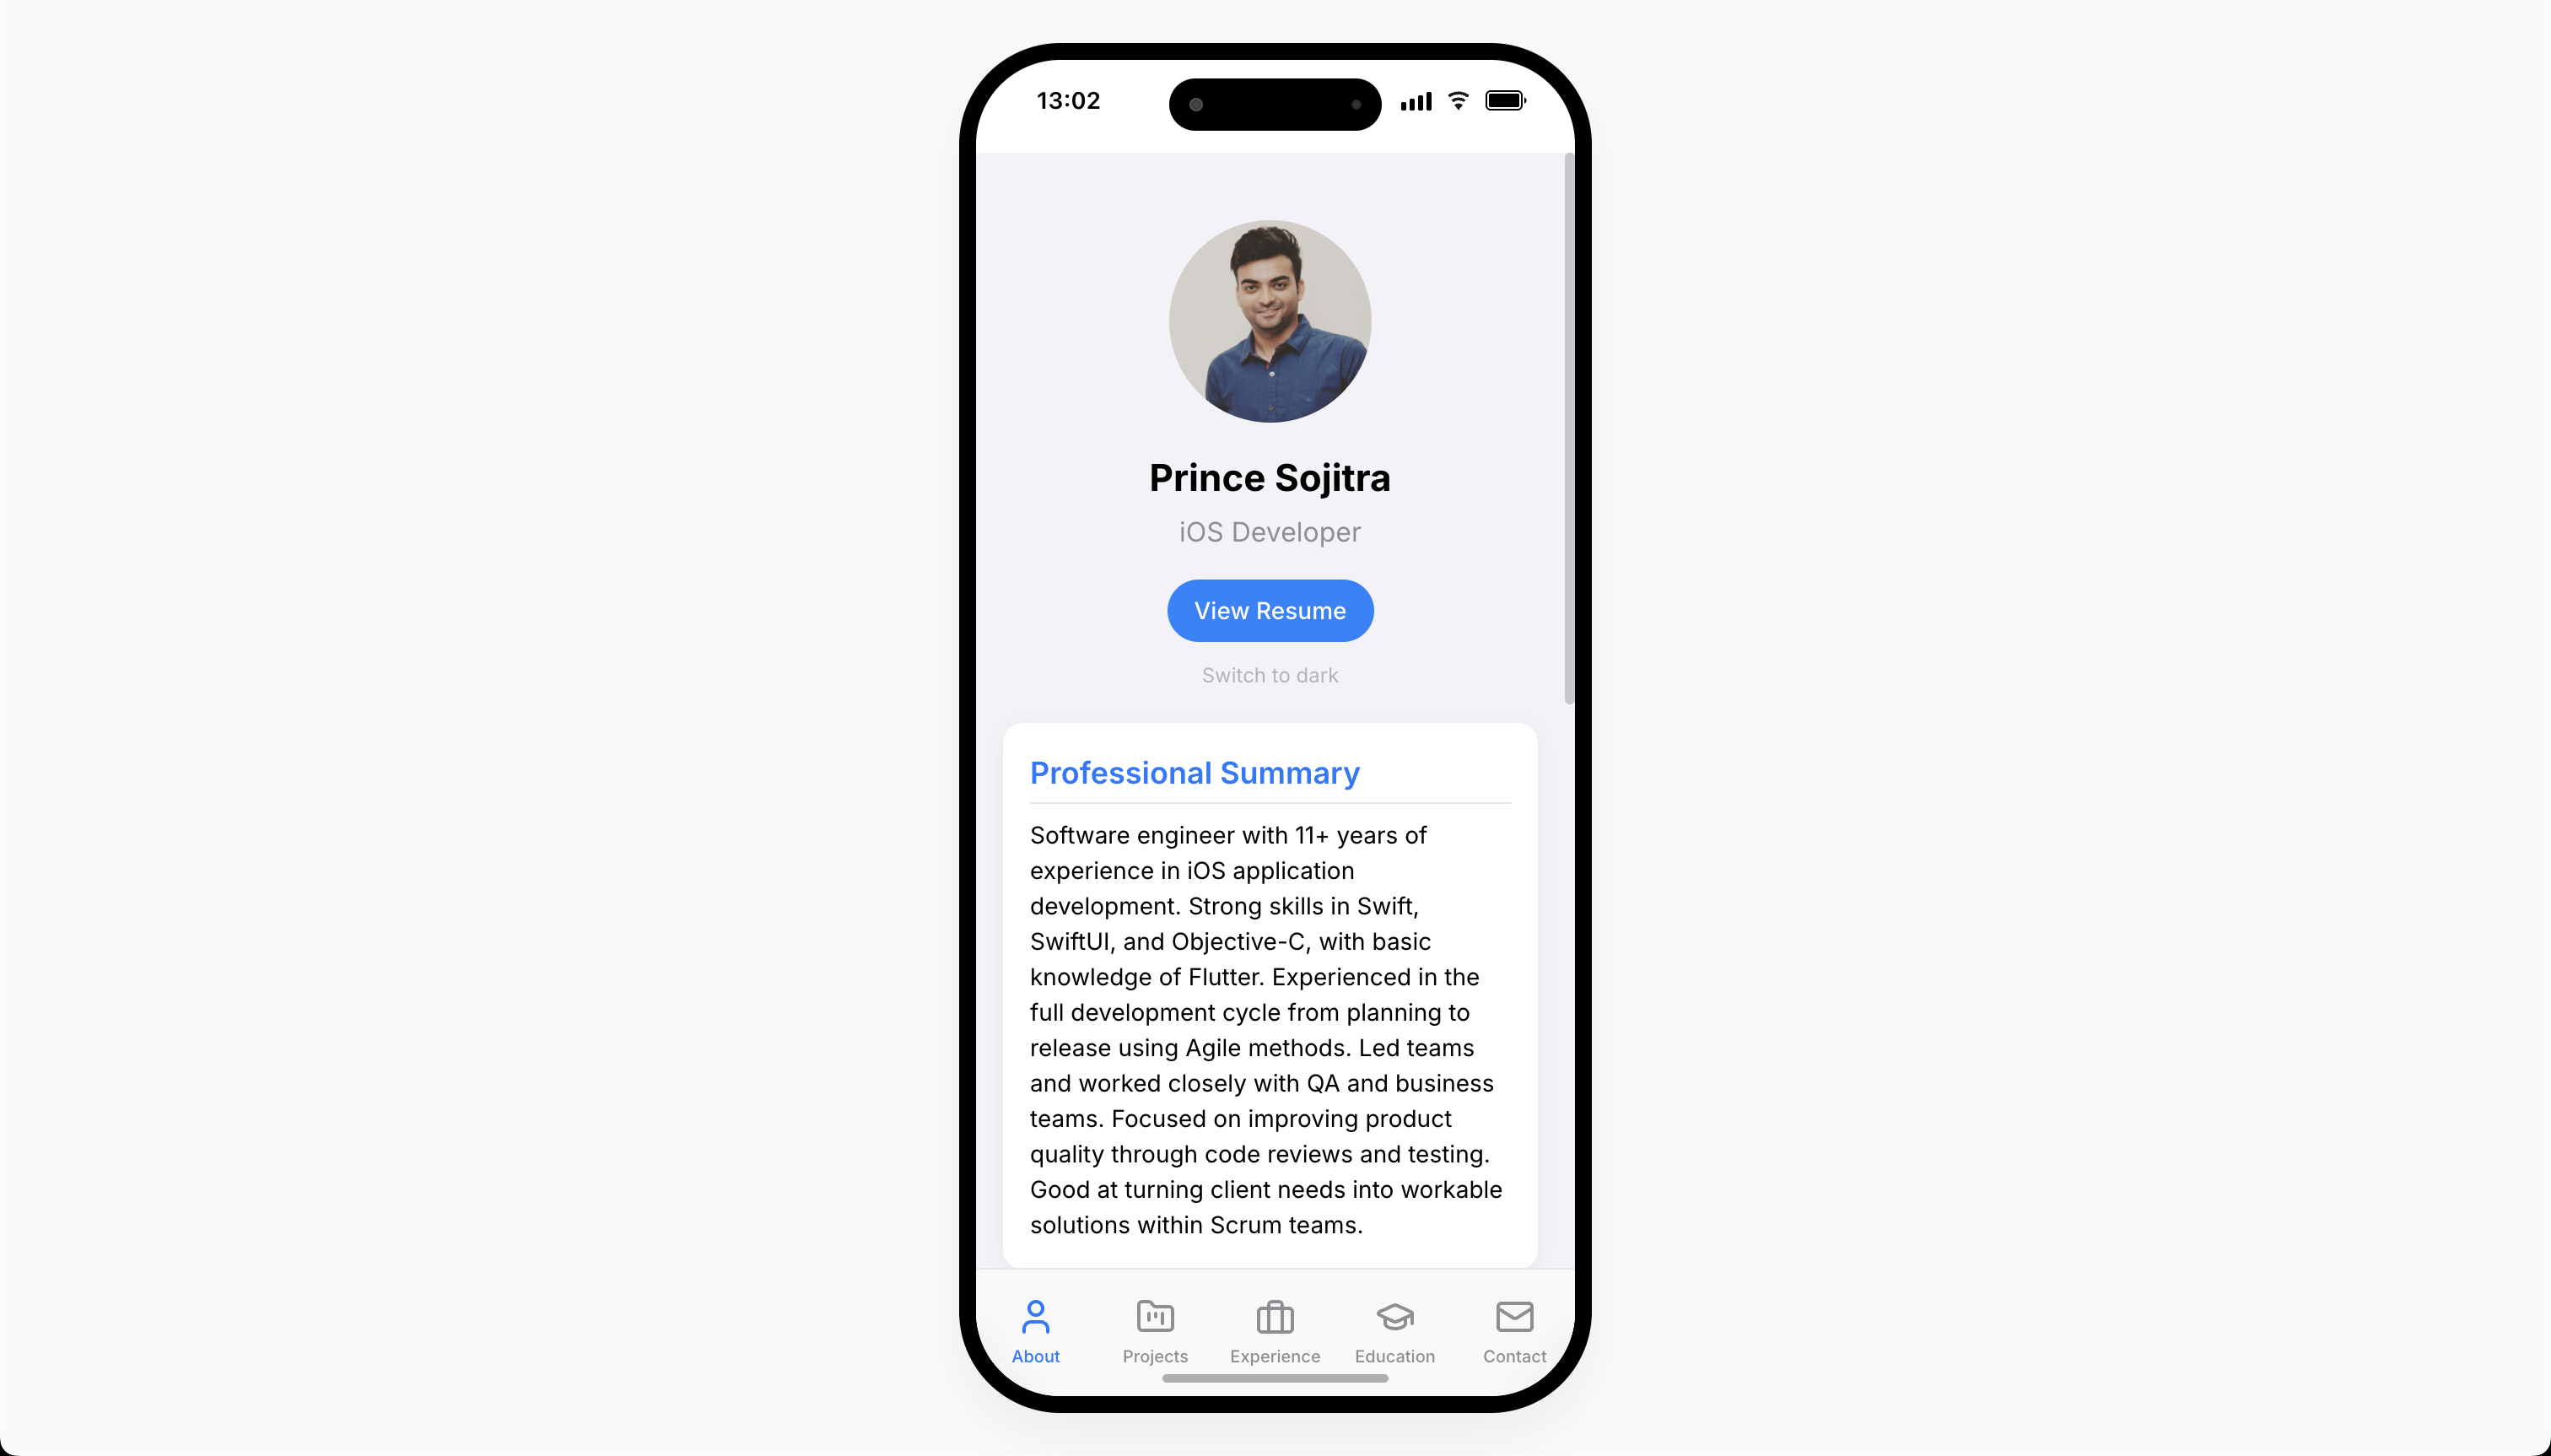 13:02
Prince Sojitra
iOS Developer
View Resume
Switch to dark
Professional Summary
Software engineer with 11+ years of
experience in iOS application
development. Strong skills in Swift,
SwiftUI, and Objective-C, with basic
knowledge of Flutter. Experienced in the
full development cycle from planning to
release using Agile methods. Led teams
and worked closely with QA and business
teams. Focused on improving product
quality through code reviews and testing.
Good at turning client needs into workable
solutions within Scrum teams.
About Projects Experience Education Contact